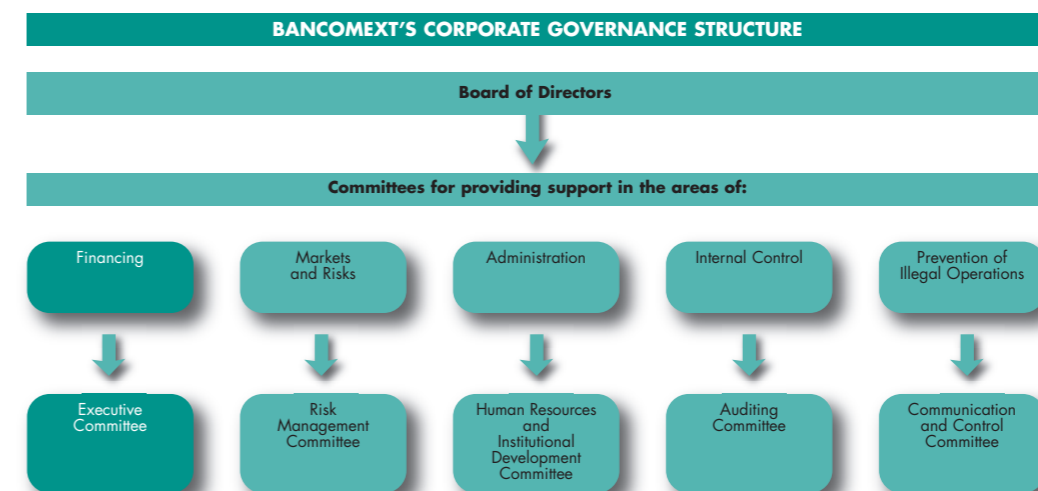 BANCOMEXT'S CORPORATE GOVERNANCE STRUCTURE
Board of Directors
Committees for providing support in the areas of:
Financing
Markets
and Risks
Administration
Internal Control
Prevention of
Illegal Operations
Executive
Committee
Risk
Management
Committee
Human Resources
and
Institutional
Development
Committee
Auditing
Committee
Communication
and Control
Committee